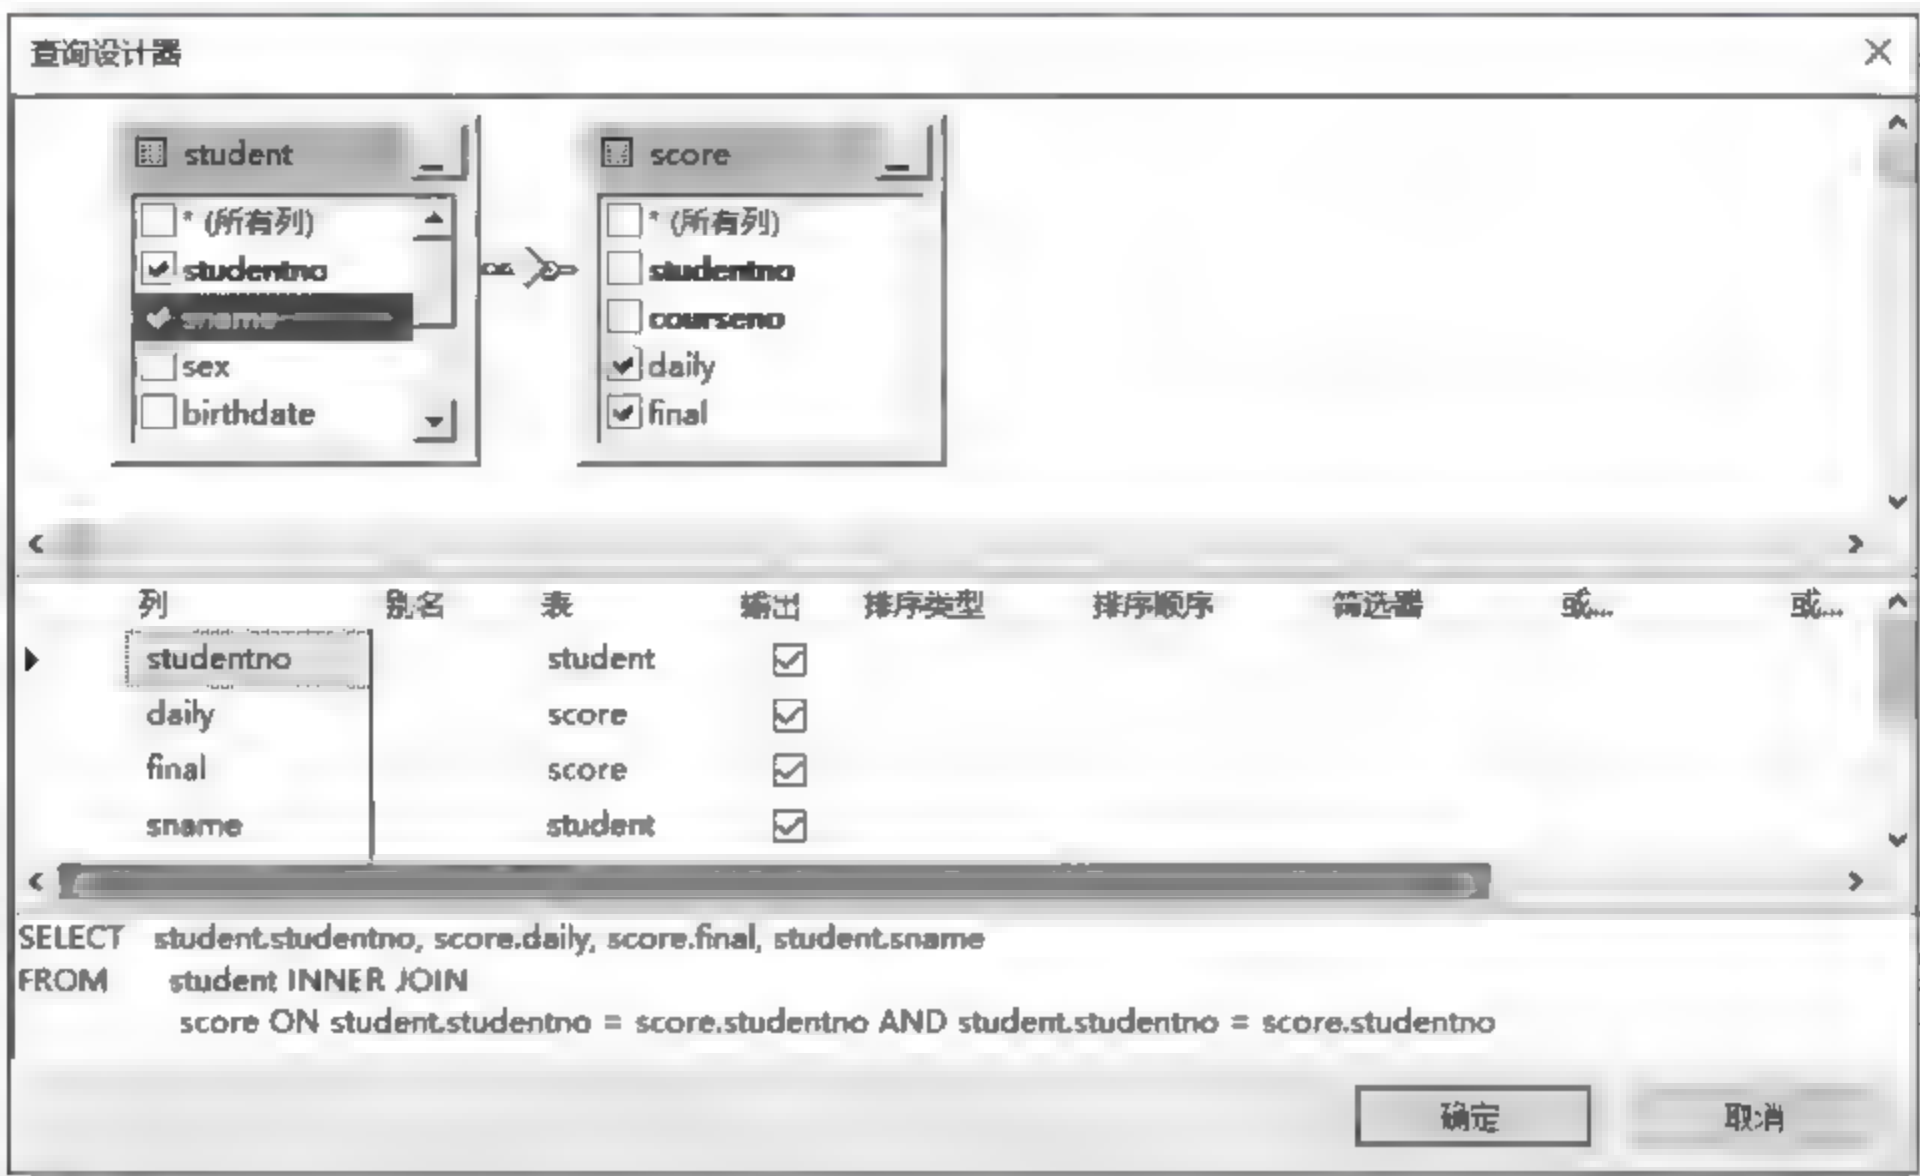 查询设计器
student
* (所有列)
studentno
sname
sex
birthdate
score
* (所有列)
studentno
courseno
daily
final
列 别名 表 输出 排序类型 排序顺序 筛选器 或... 或...
studentno student
daily score
final score
sname student
SELECT student.studentno, score.daily, score.final, student.sname
FROM student INNER JOIN
score ON student.studentno = score.studentno AND student.studentno = score.studentno
确定 取消